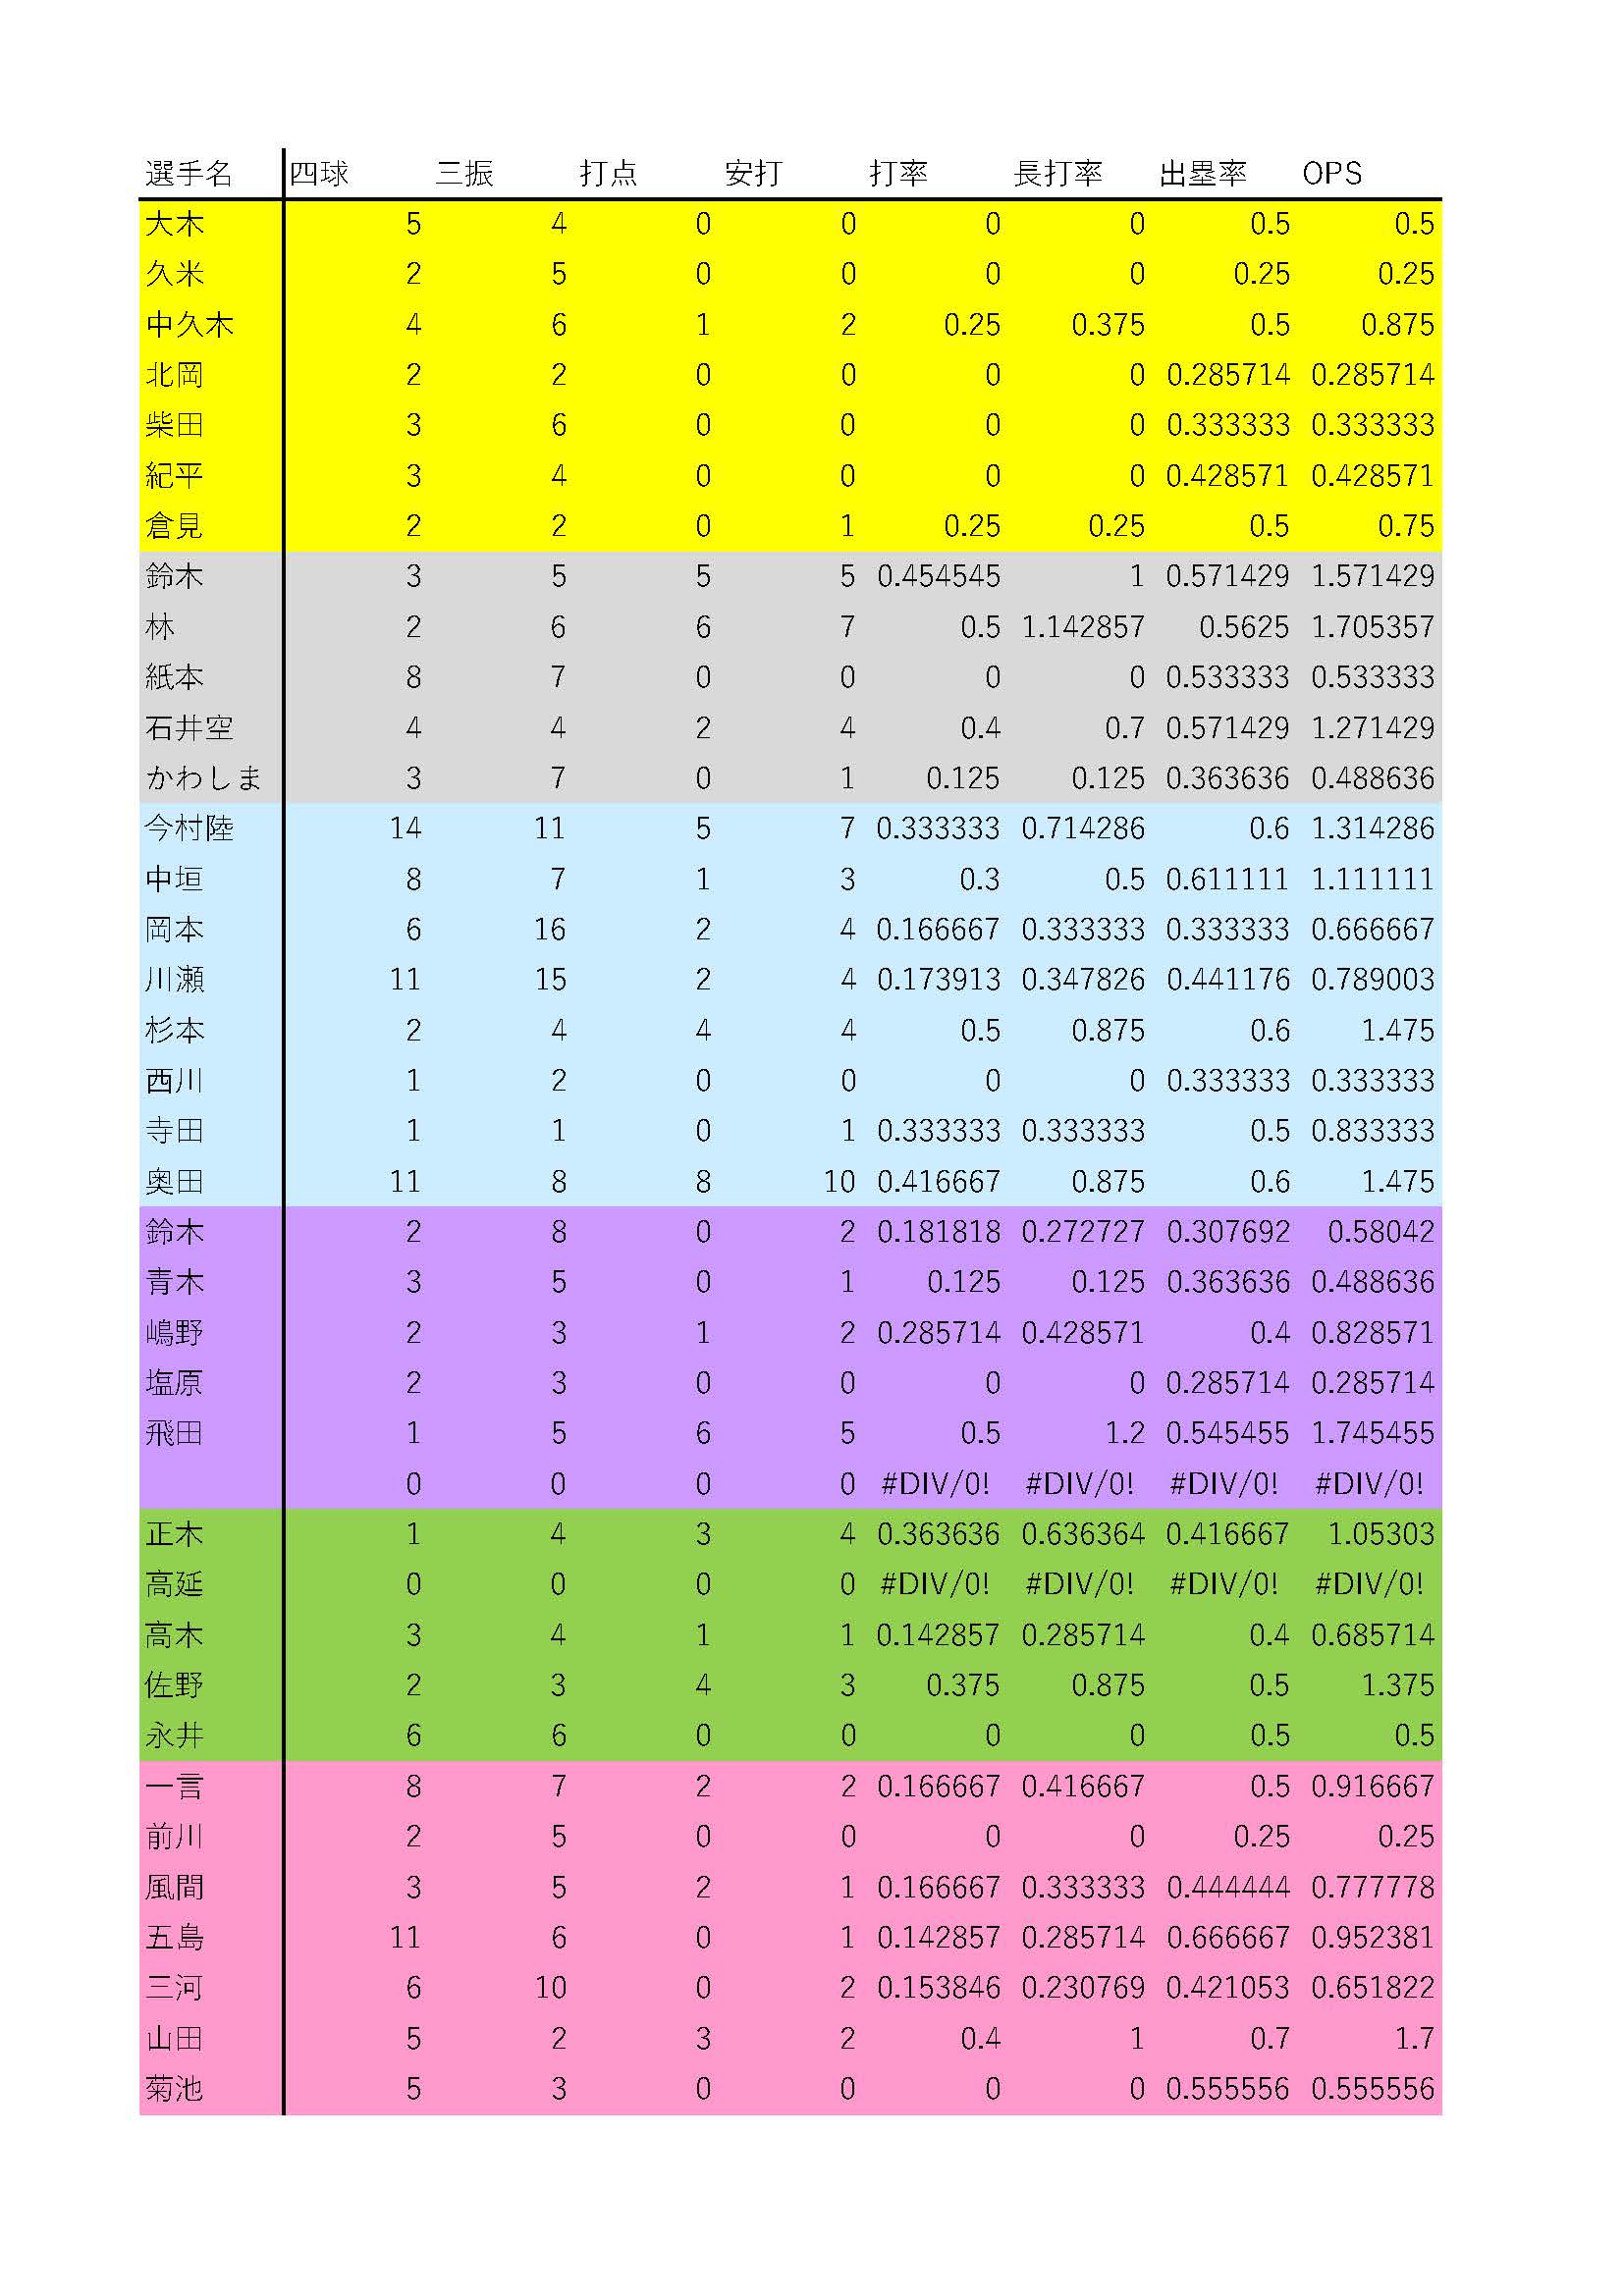 選手名 四球 三振 打点 安打 打率 長打率 出塁率 OPS
大木 5 4 0 0 0 0 0.5 0.5
久米 2 5 0 0 0 0 0.25 0.25
中久木 4 6 1 2 0.25 0.375 0.5 0.875
北岡 2 2 0 0 0 0 0.285714 0.285714
柴田 3 6 0 0 0 0 0.333333 0.333333
紀平 3 4 0 0 0 0 0.428571 0.428571
倉見 2 2 0 1 0.25 0.25 0.5 0.75
鈴木 3 5 5 5 0.454545 1 0.571429 1.571429
林 2 6 6 7 0.5 1.142857 0.5625 1.705357
紙本 8 7 0 0 0 0 0.533333 0.533333
石井空 4 4 2 4 0.4 0.7 0.571429 1.271429
かわしま 3 7 0 1 0.125 0.125 0.363636 0.488636
今村陸 14 11 5 7 0.333333 0.714286 0.6 1.314286
中垣 8 7 1 3 0.3 0.5 0.611111 1.111111
岡本 6 16 2 4 0.166667 0.333333 0.333333 0.666667
川瀬 11 15 2 4 0.173913 0.347826 0.441176 0.789003
杉本 2 4 4 4 0.5 0.875 0.6 1.475
西川 1 2 0 0 0 0 0.333333 0.333333
寺田 1 1 0 1 0.333333 0.333333 0.5 0.833333
奥田 11 8 8 10 0.416667 0.875 0.6 1.475
鈴木 2 8 0 2 0.181818 0.272727 0.307692 0.58042
青木 3 5 0 1 0.125 0.125 0.363636 0.488636
嶋野 2 3 1 2 0.285714 0.428571 0.4 0.828571
塩原 2 3 0 0 0 0 0.285714 0.285714
飛田 1 5 6 5 0.5 1.2 0.545455 1.745455
0 0 0 0 #DIV/0! #DIV/0! #DIV/0! #DIV/0!
正木 1 4 3 4 0.363636 0.636364 0.416667 1.05303
高延 0 0 0 0 #DIV/0! #DIV/0! #DIV/0! #DIV/0!
高木 3 4 1 1 0.142857 0.285714 0.4 0.685714
佐野 2 3 4 3 0.375 0.875 0.5 1.375
永井 6 6 0 0 0 0 0.5 0.5
一言 8 7 2 2 0.166667 0.416667 0.5 0.916667
前川 2 5 0 0 0 0 0.25 0.25
風間 3 5 2 1 0.166667 0.333333 0.444444 0.777778
五島 11 6 0 1 0.142857 0.285714 0.666667 0.952381
三河 6 10 0 2 0.153846 0.230769 0.421053 0.651822
山田 5 2 3 2 0.4 1 0.7 1.7
菊池 5 3 0 0 0 0 0.555556 0.555556